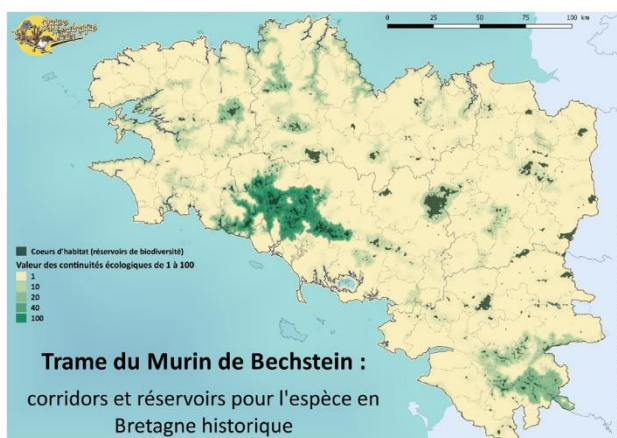 0 25 50 75 100 km
Coeurs d'habitat (réservoirs de biodiversité)
Valeur des continuités écologiques de 1 à 100
1
10
20
40
100
Trame du Murin de Bechstein :
corridors et réservoirs pour l'espèce en
Bretagne historique